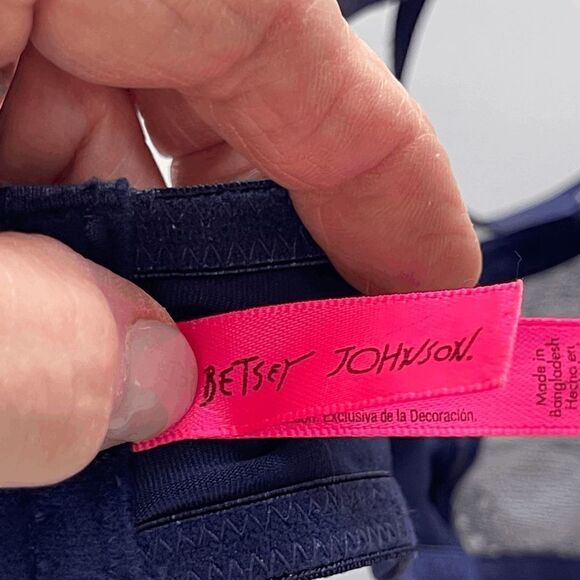 BETSEY JOHNSON.
Exclusiva de la Decoración.
Made in
Bangladesh
Hecho en